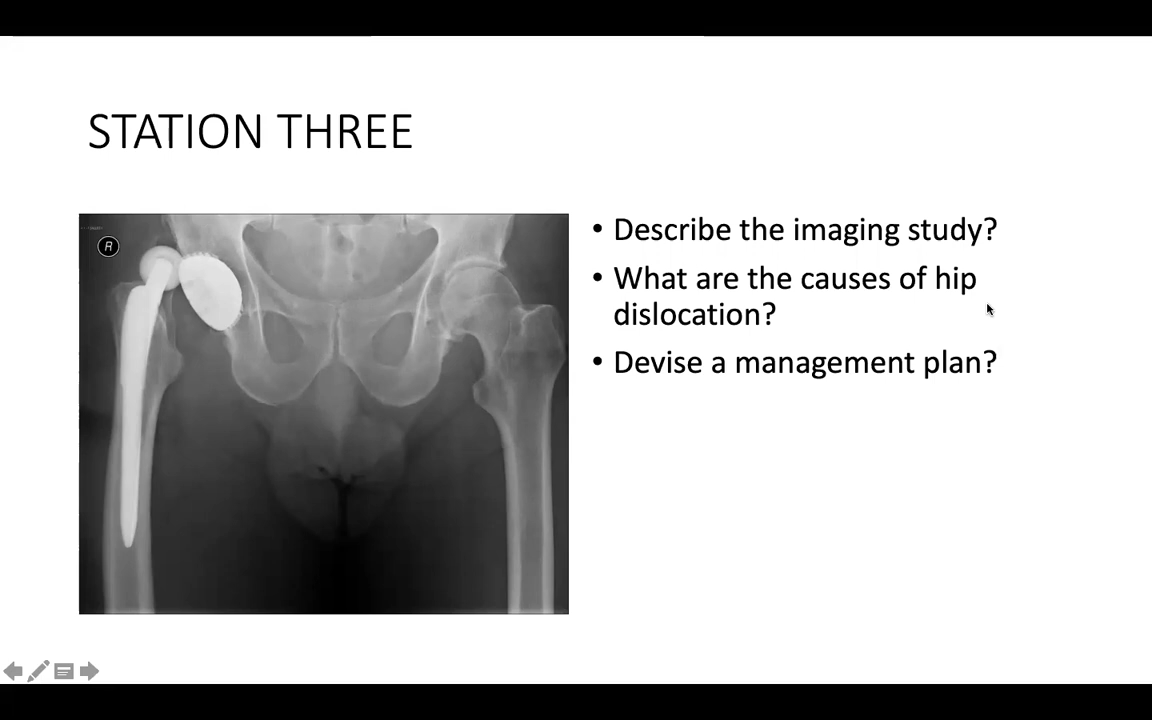 STATION THREE
R
• Describe the imaging study?
• What are the causes of hip
dislocation?
• Devise a management plan?